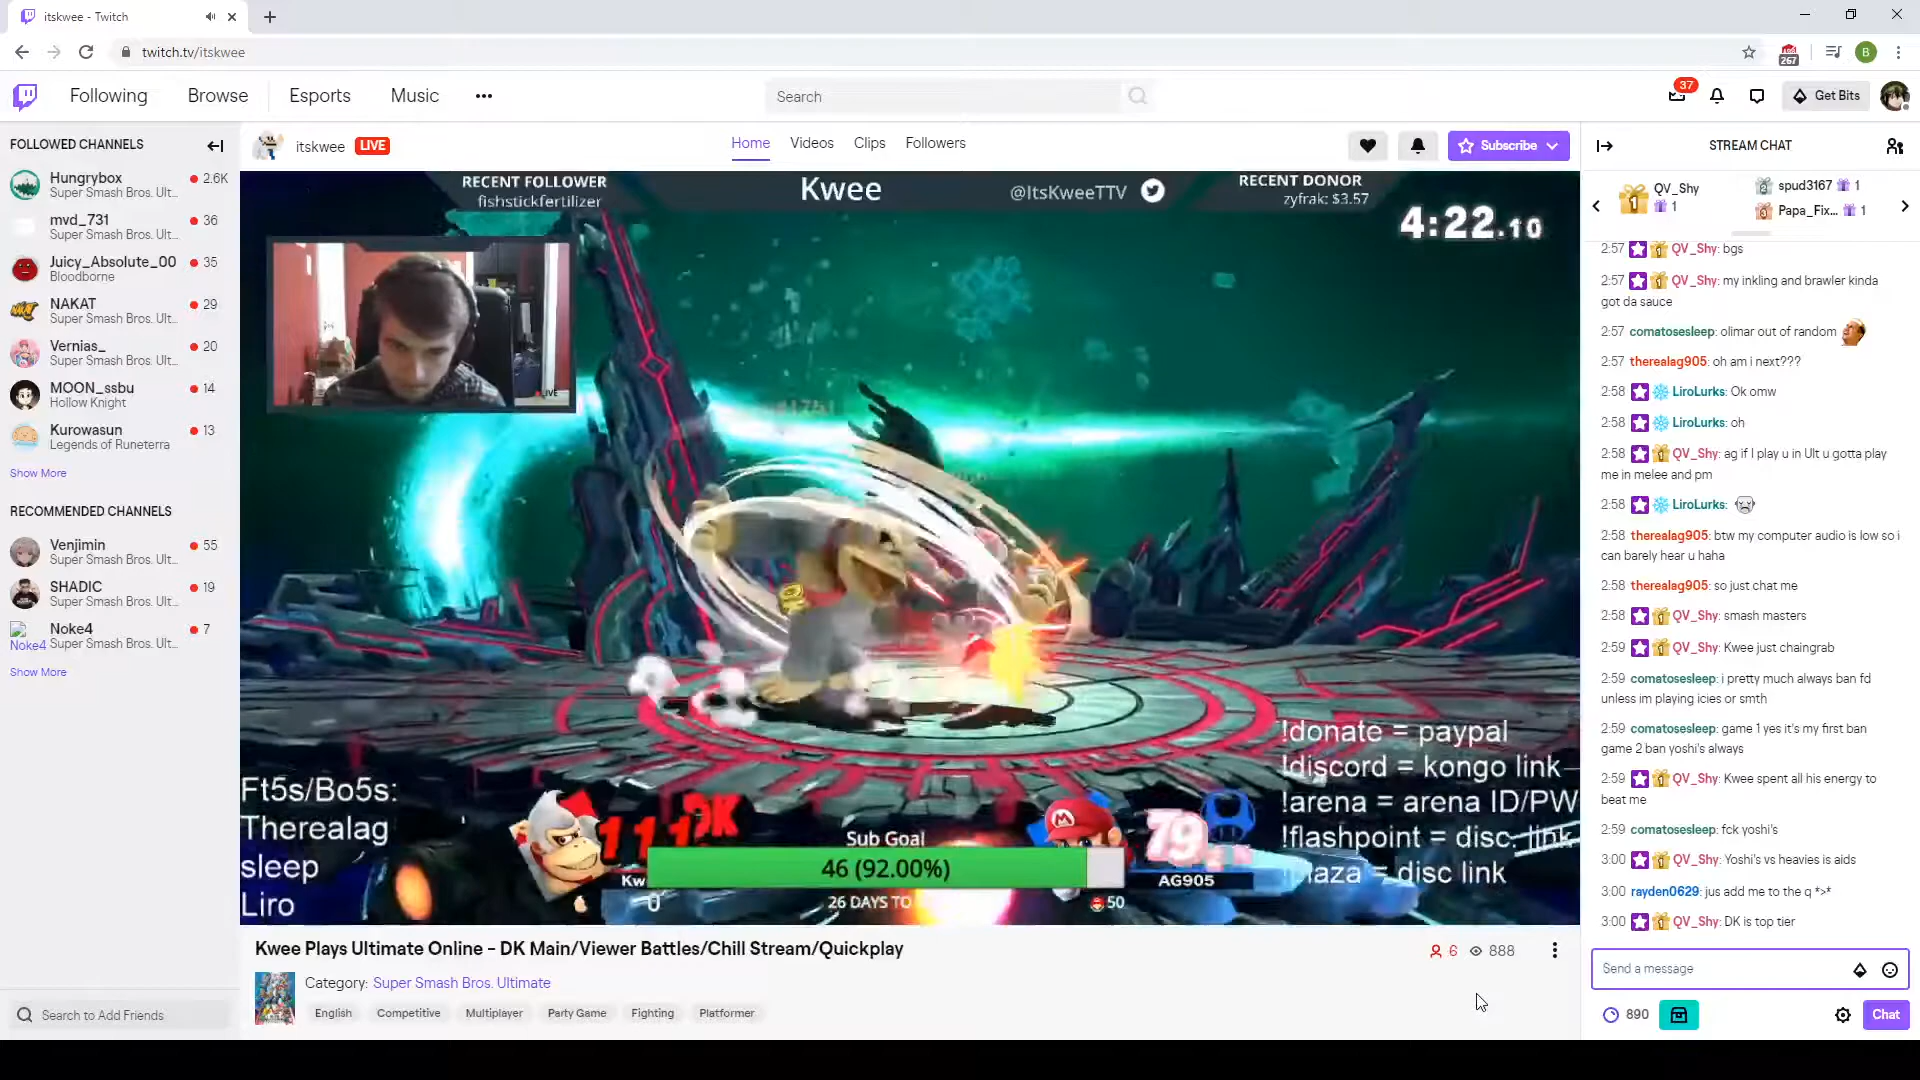 itskwee - Twitch
twitch.tv/itskwee
267
B
Following
Browse
Esports
Music
Search
37
Get Bits
FOLLOWED CHANNELS
Hungrybox
2.6K
Super Smash Bros. Ult...
mvd_731
36
Super Smash Bros. Ult...
Juicy_Absolute_00
35
Bloodborne
NAKAT
29
Super Smash Bros. Ult...
Vernias_
20
Super Smash Bros. Ult...
MOON_ssbu
14
Hollow Knight
Kurowasun
13
Legends of Runeterra
Show More
RECOMMENDED CHANNELS
Venjimin
55
Super Smash Bros. Ult...
SHADIC
19
Super Smash Bros. Ult...
Noke4
7
Noke4
Super Smash Bros. Ult...
Show More
Search to Add Friends
itskwee
LIVE
Home
Videos
Clips
Followers
Subscribe
RECENT FOLLOWER
fishstickfertilizer
Kwee
@ItsKweeTTV
RECENT DONOR
zyfrak: $3.57
4:22.10
LIVE
Ft5s/Bo5s:
Therealag
sleep
Liro
!donate = paypal
!discord = kongo link
!arena = arena ID/PW
!flashpoint = disc. link
Sub Goal
46 (92.00%)
Kw
0
26 DAYS TO
50
79
AG905
= disc link
Kwee Plays Ultimate Online - DK Main/Viewer Battles/Chill Stream/Quickplay
6
888
Category: Super Smash Bros. Ultimate
English
Competitive
Multiplayer
Party Game
Fighting
Platformer
STREAM CHAT
1
QV_Shy
1
2
spud3167
1
3
Papa_Fix...
1
2:57 QV_Shy: bgs
2:57 QV_Shy: my inkling and brawler kinda
got da sauce
2:57 comatosesleep: olimar out of random
2:57 therealag905: oh am i next???
2:58 LiroLurks: Ok omw
2:58 LiroLurks: oh
2:58 QV_Shy: ag if I play u in Ult u gotta play
me in melee and pm
2:58 LiroLurks:
2:58 therealag905: btw my computer audio is low so i
can barely hear u haha
2:58 therealag905: so just chat me
2:58 QV_Shy: smash masters
2:59 QV_Shy: Kwee just chaingrab
2:59 comatosesleep: i pretty much always ban fd
unless im playing icies or smth
2:59 comatosesleep: game 1 yes it's my first ban
game 2 ban yoshi's always
2:59 QV_Shy: Kwee spent all his energy to
beat me
2:59 comatosesleep: fck yoshi's
3:00 QV_Shy: Yoshi's vs heavies is aids
3:00 rayden0629: jus add me to the q *>*
3:00 QV_Shy: DK is top tier
Send a message
890
Chat